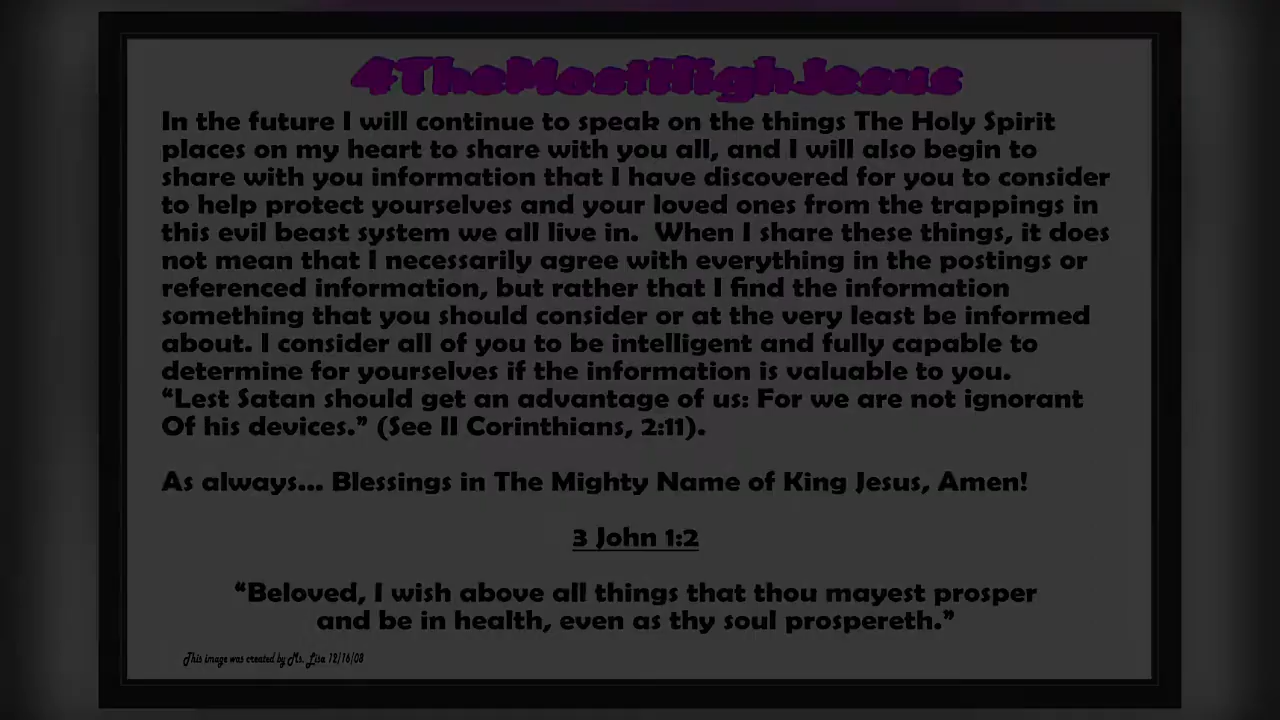 4TheMostHighJesus
In the future I will continue to speak on the things The Holy Spirit
places on my heart to share with you all, and I will also begin to
share with you information that I have discovered for you to consider
to help protect yourselves and your loved ones from the trappings in
this evil beast system we all live in.  When I share these things, it does
not mean that I necessarily agree with everything in the postings or
referenced information, but rather that I find the information
something that you should consider or at the very least be informed
about. I consider all of you to be intelligent and fully capable to
determine for yourselves if the information is valuable to you.
“Lest Satan should get an advantage of us: For we are not ignorant
Of his devices.” (See II Corinthians, 2:11).
As always... Blessings in The Mighty Name of King Jesus, Amen!
3 John 1:2
“Beloved, I wish above all things that thou mayest prosper
and be in health, even as thy soul prospereth.”
This image was created by Ms. Lisa 12/16/08